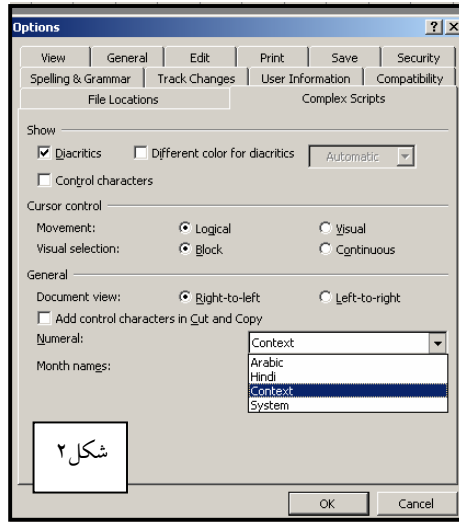 Options
View General Edit Print Save Security
Spelling & Grammar Track Changes User Information Compatibility
File Locations Complex Scripts
Show
Diacritics Different color for diacritics Automatic
Control characters
Cursor control
Movement: Logical Visual
Visual selection: Block Continuous
General
Document view: Right-to-left Left-to-right
Add control characters in Cut and Copy
Numeral: Context
Month names: Arabic
Hindi
Context
System
شكل٢
OK Cancel